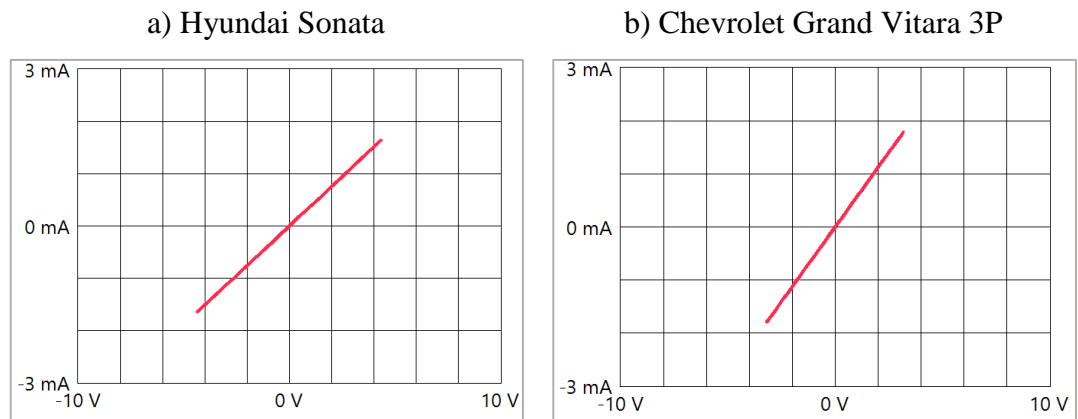 a) Hyundai Sonata
b) Chevrolet Grand Vitara 3P
3 mA
0 mA
-3 mA
-10 V
0 V
10 V
3 mA
0 mA
-3 mA
-10 V
0 V
10 V